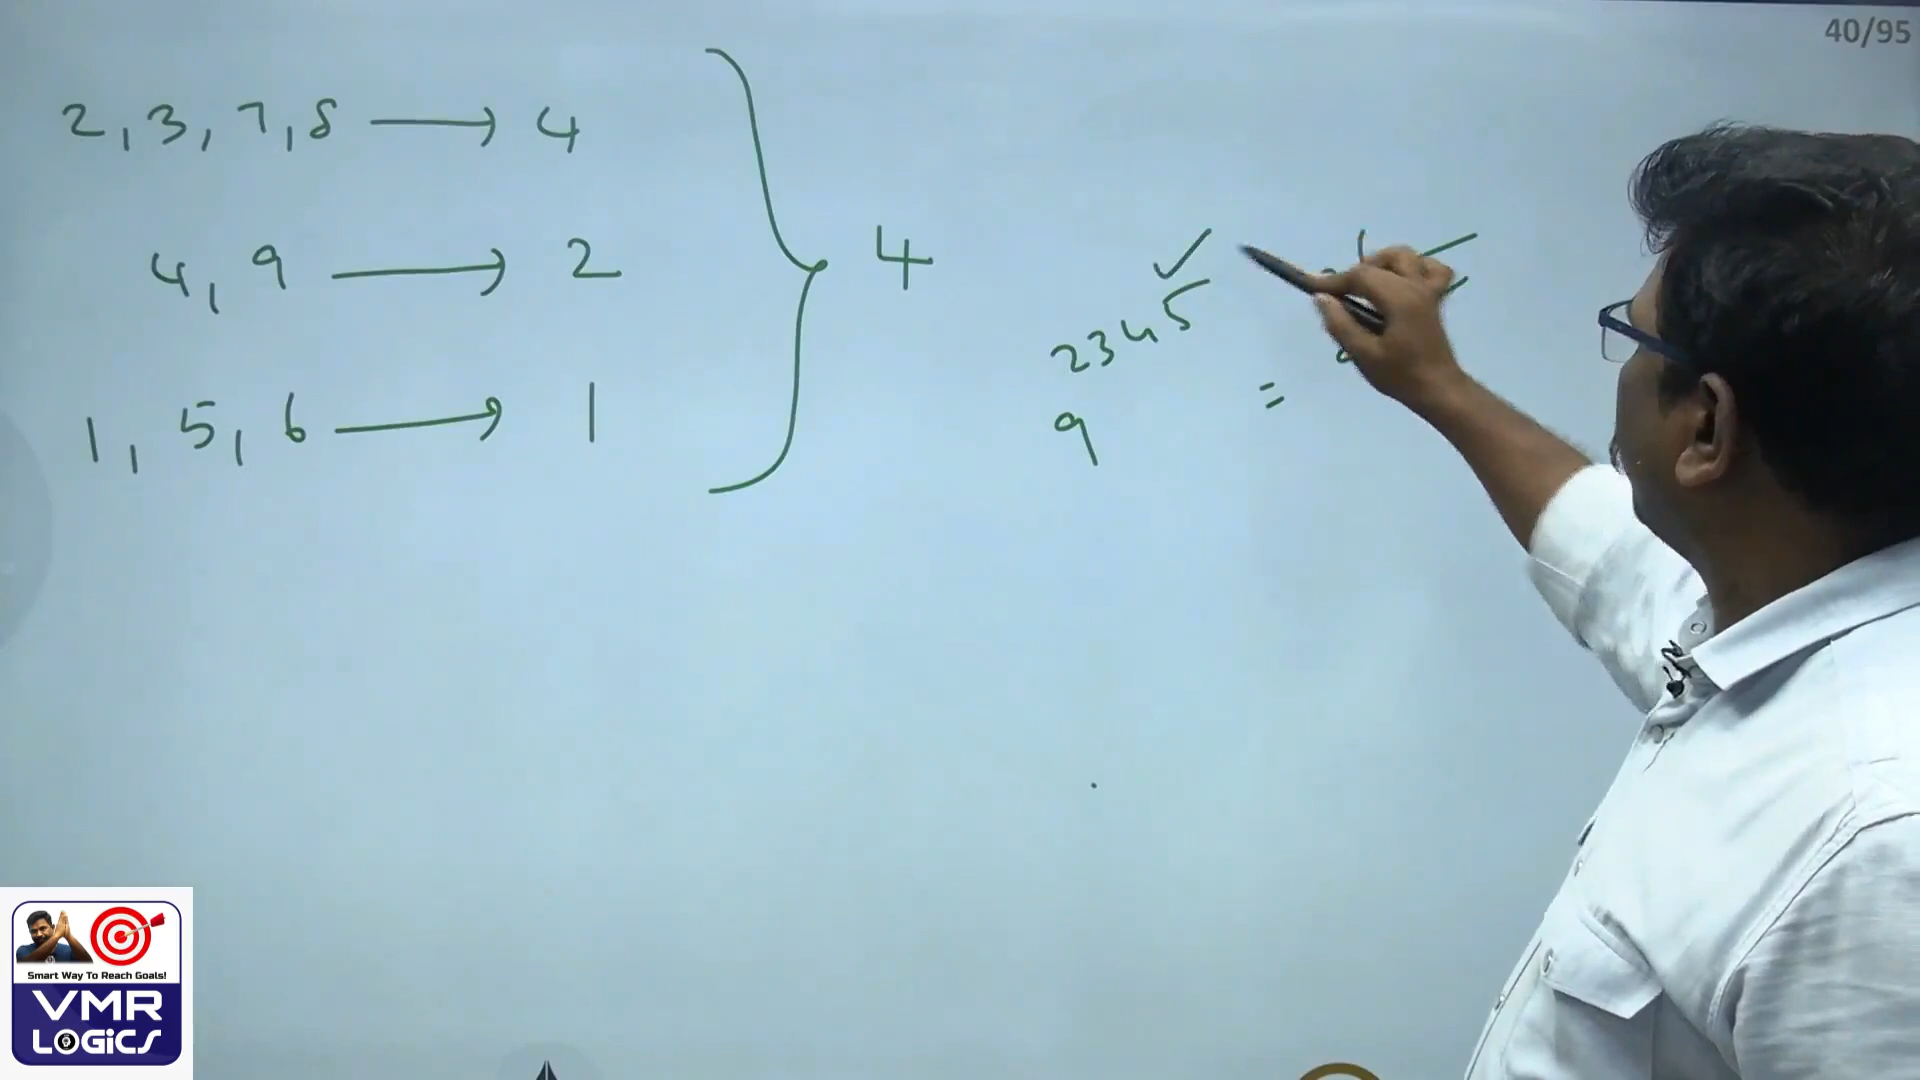 40/95
2, 3, 7, 8 → 4
4, 9 → 2
4
1, 5, 6 → 1
2345
9
=
Smart Way To Reach Goals!
VMR
LOGICS